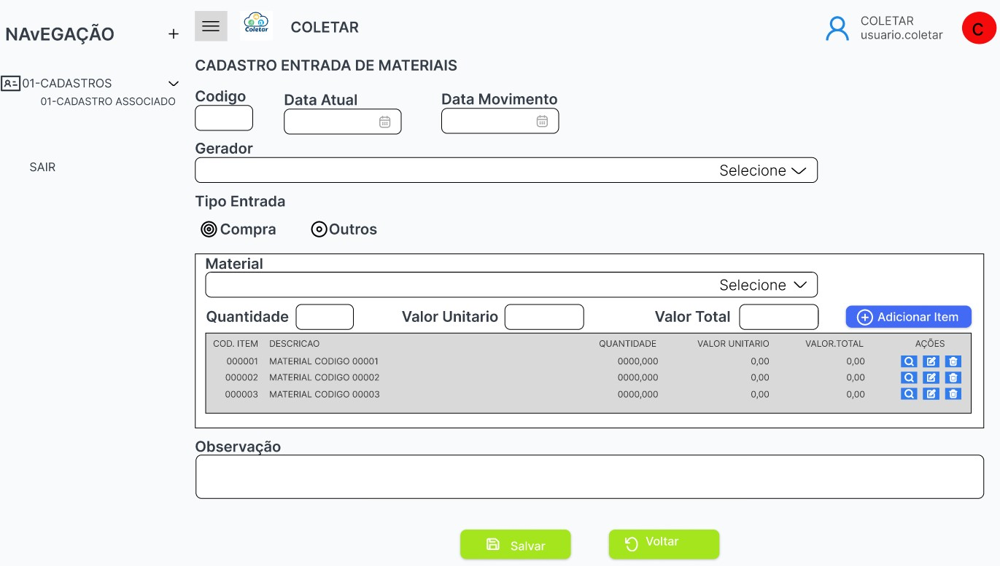 NAvEGAÇÃO
01-CADASTROS
01-CADASTRO ASSOCIADO
SAIR
Coletar
COLETAR
COLETAR
usuario.coletar
C
CADASTRO ENTRADA DE MATERIAIS
Codigo
Data Atual
Data Movimento
Gerador
Selecione
Tipo Entrada
Compra
Outros
Material
Selecione
Quantidade
Valor Unitario
Valor Total
Adicionar Item
COD. ITEM DESCRICAO QUANTIDADE VALOR UNITARIO VALOR.TOTAL AÇÕES
000001 MATERIAL CODIGO 00001 0000,000 0,00 0,00
000002 MATERIAL CODIGO 00002 0000,000 0,00 0,00
000003 MATERIAL CODIGO 00003 0000,000 0,00 0,00
Observação
Salvar
Voltar